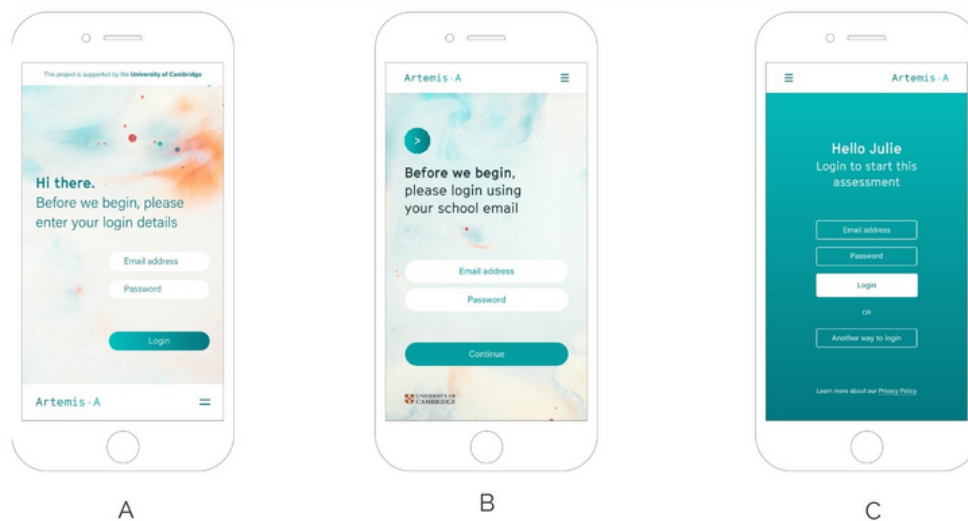 This project is supported by the University of Cambridge
Hi there.
Before we begin, please
enter your login details
Email address
Password
Login
Artemis·A
A
Artemis·A
>
Before we begin,
please login using
your school email
Email address
Password
Continue
UNIVERSITY OF
CAMBRIDGE
B
Artemis·A
Hello Julie
Login to start this
assessment
Email address
Password
Login
OR
Another way to login
Learn more about our Privacy Policy
C